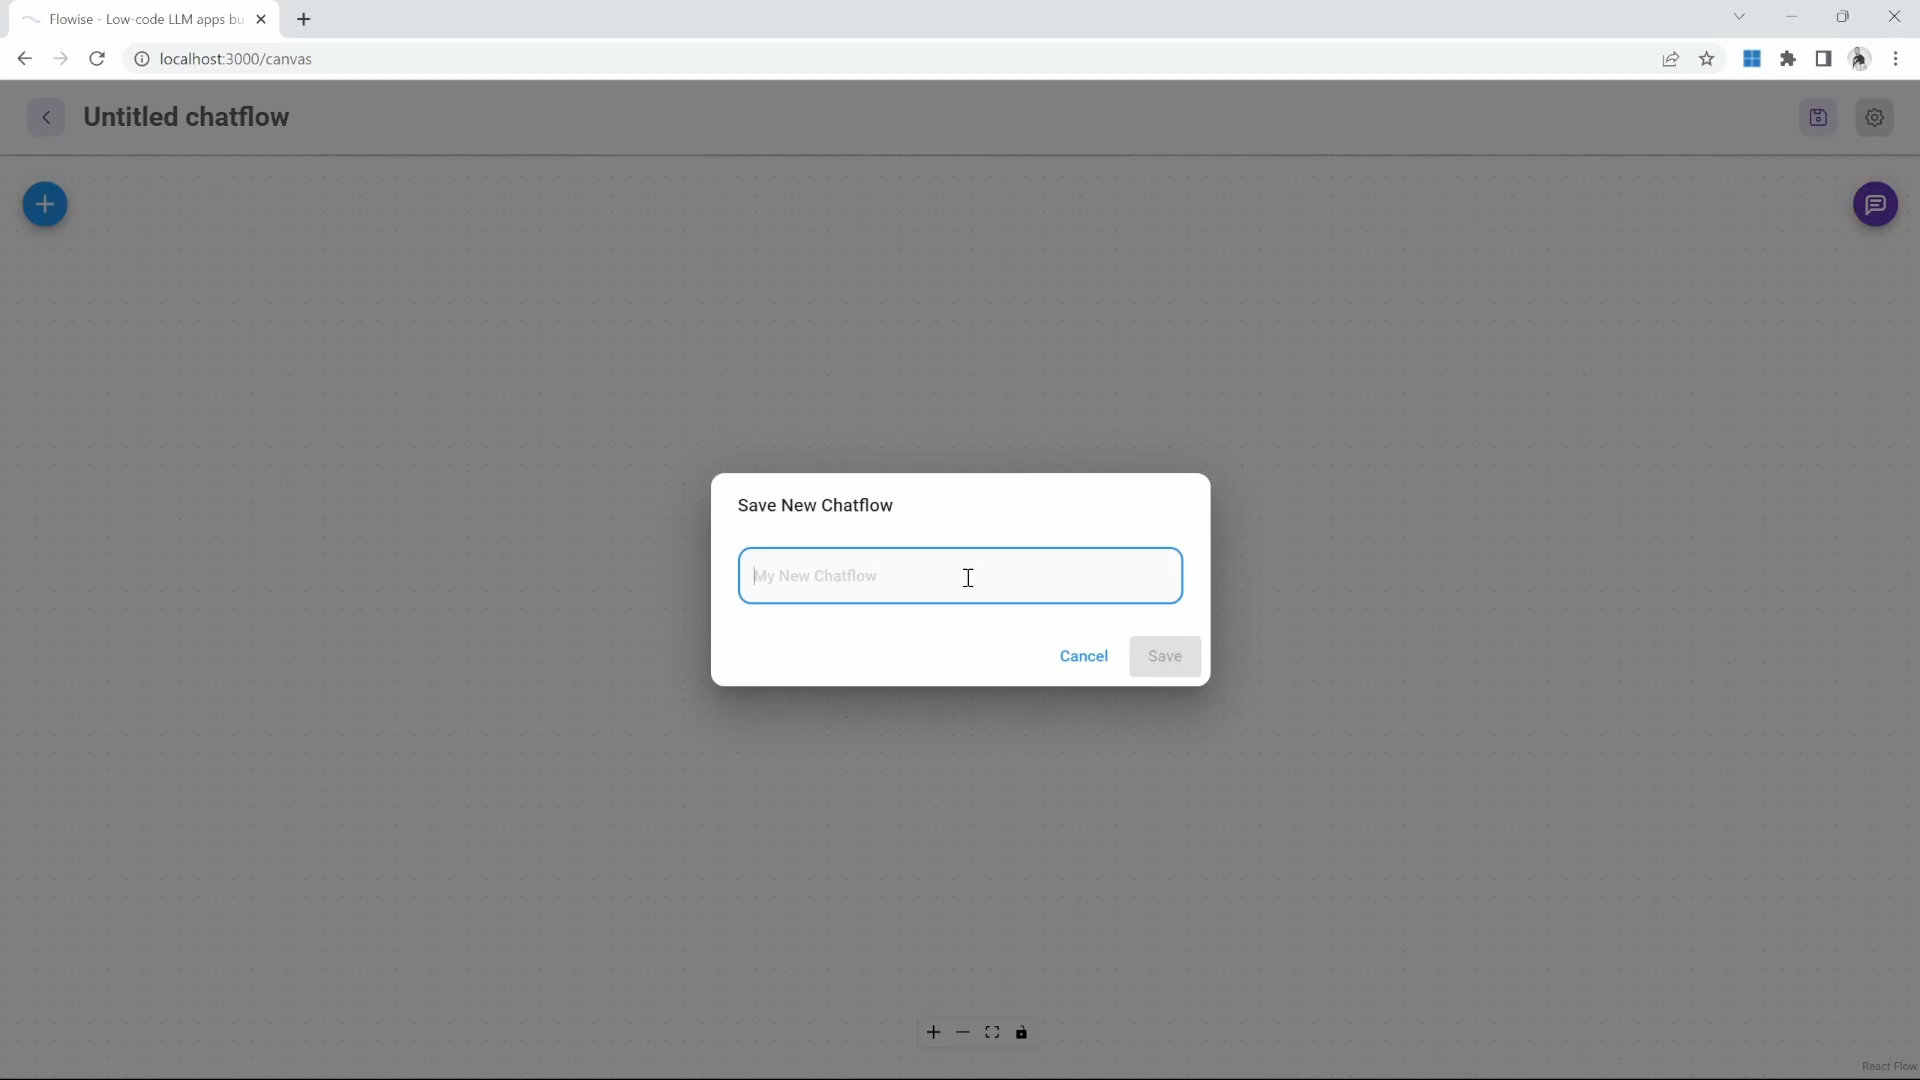 Flowise - Low-code LLM apps bu
localhost:3000/canvas
Untitled chatflow
Save New Chatflow
My New Chatflow
Cancel
Save
React Flow